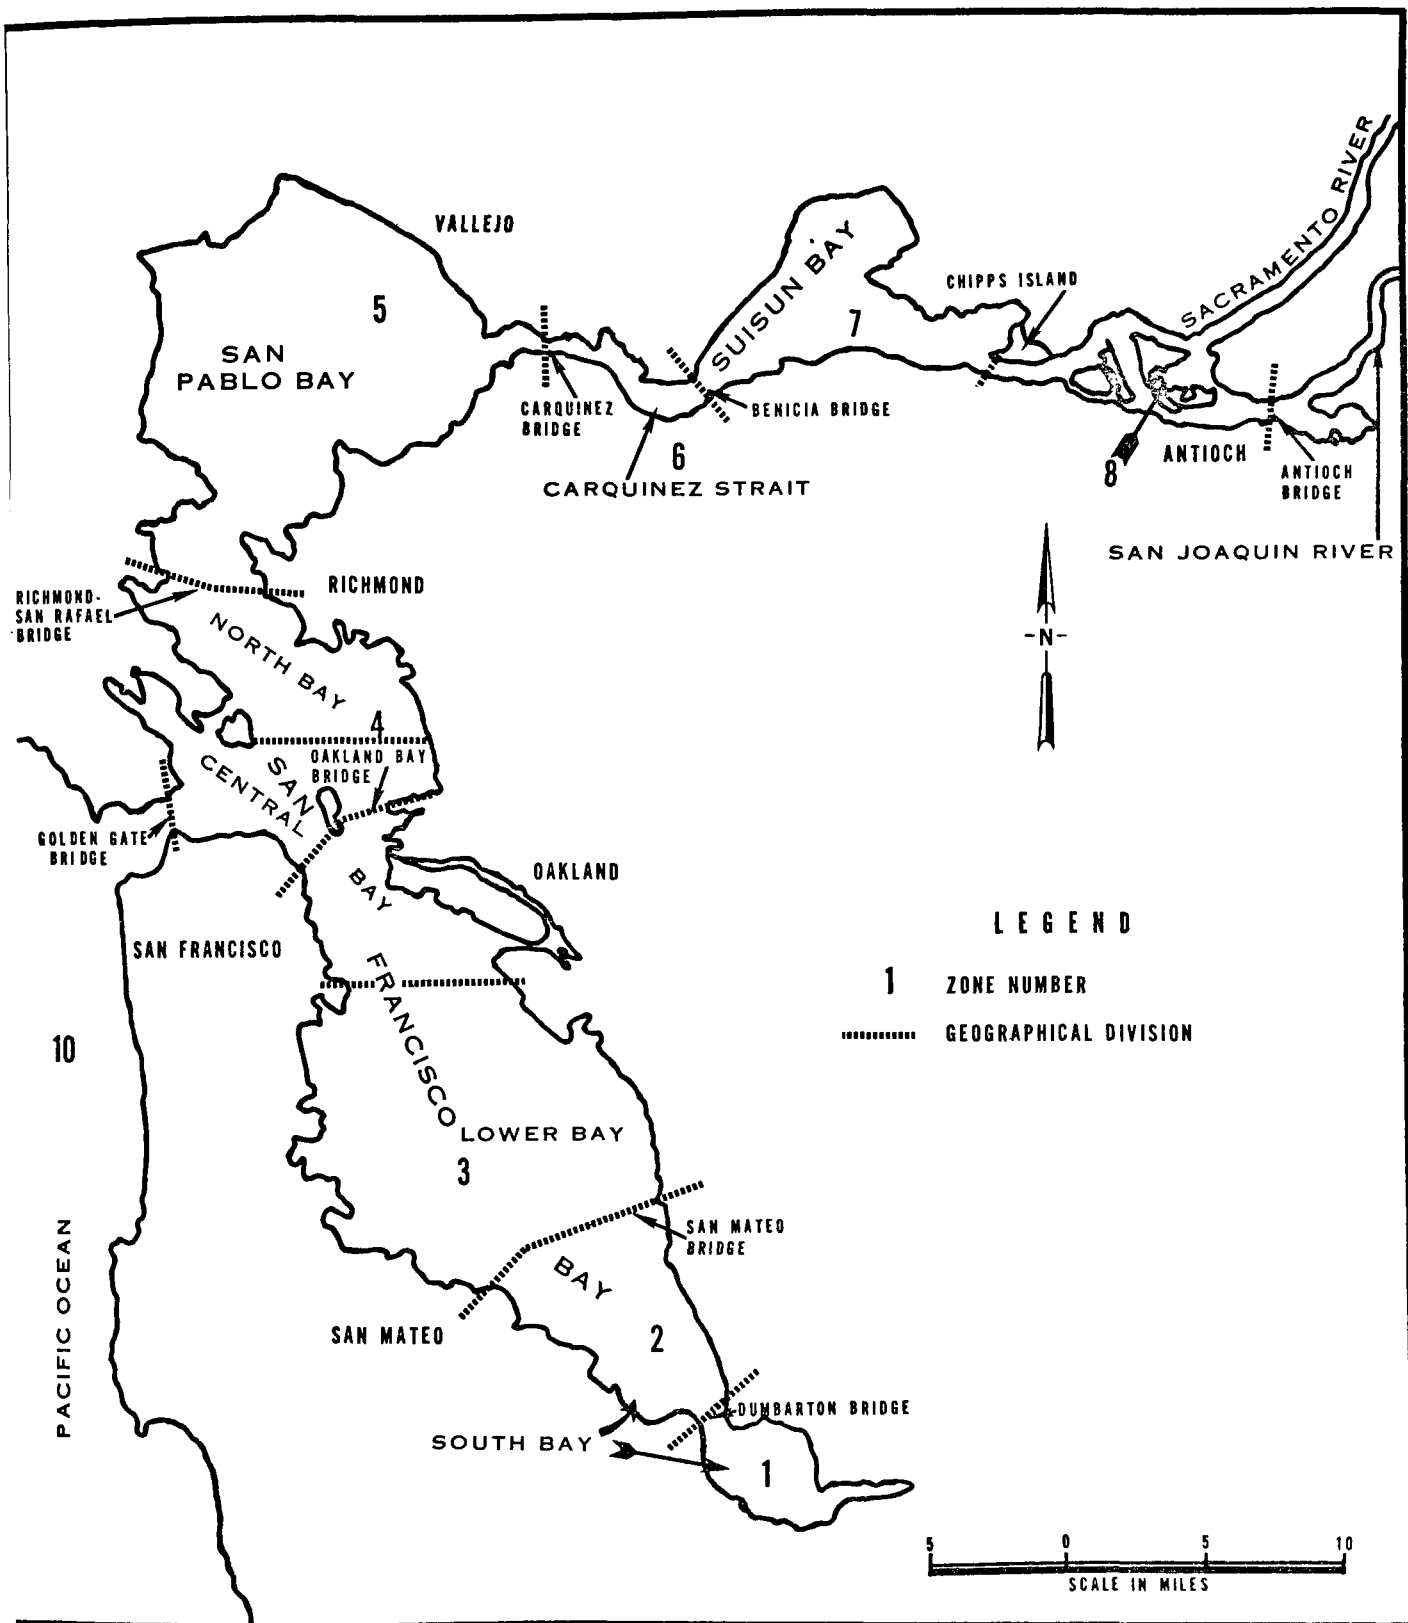 VALLEJO
5
SAN
PABLO BAY
SUISUN BAY
7
CHIPPS ISLAND
SACRAMENTO RIVER
CARQUINEZ
BRIDGE
BENICIA BRIDGE
6
CARQUINEZ STRAIT
8
ANTIOCH
ANTIOCH
BRIDGE
SAN JOAQUIN RIVER
RICHMOND
RICHMOND-
SAN RAFAEL
BRIDGE
-N-
NORTH BAY
4
OAKLAND BAY
BRIDGE
CENTRAL
BAY
SAN
FRANCISCO
BAY
GOLDEN GATE
BRIDGE
OAKLAND
SAN FRANCISCO
LEGEND
1 ZONE NUMBER
GEOGRAPHICAL DIVISION
10
LOWER BAY
3
SAN MATEO
BRIDGE
PACIFIC OCEAN
SAN MATEO
2
DUMBARTON BRIDGE
SOUTH BAY
1
5 0 5 10
SCALE IN MILES